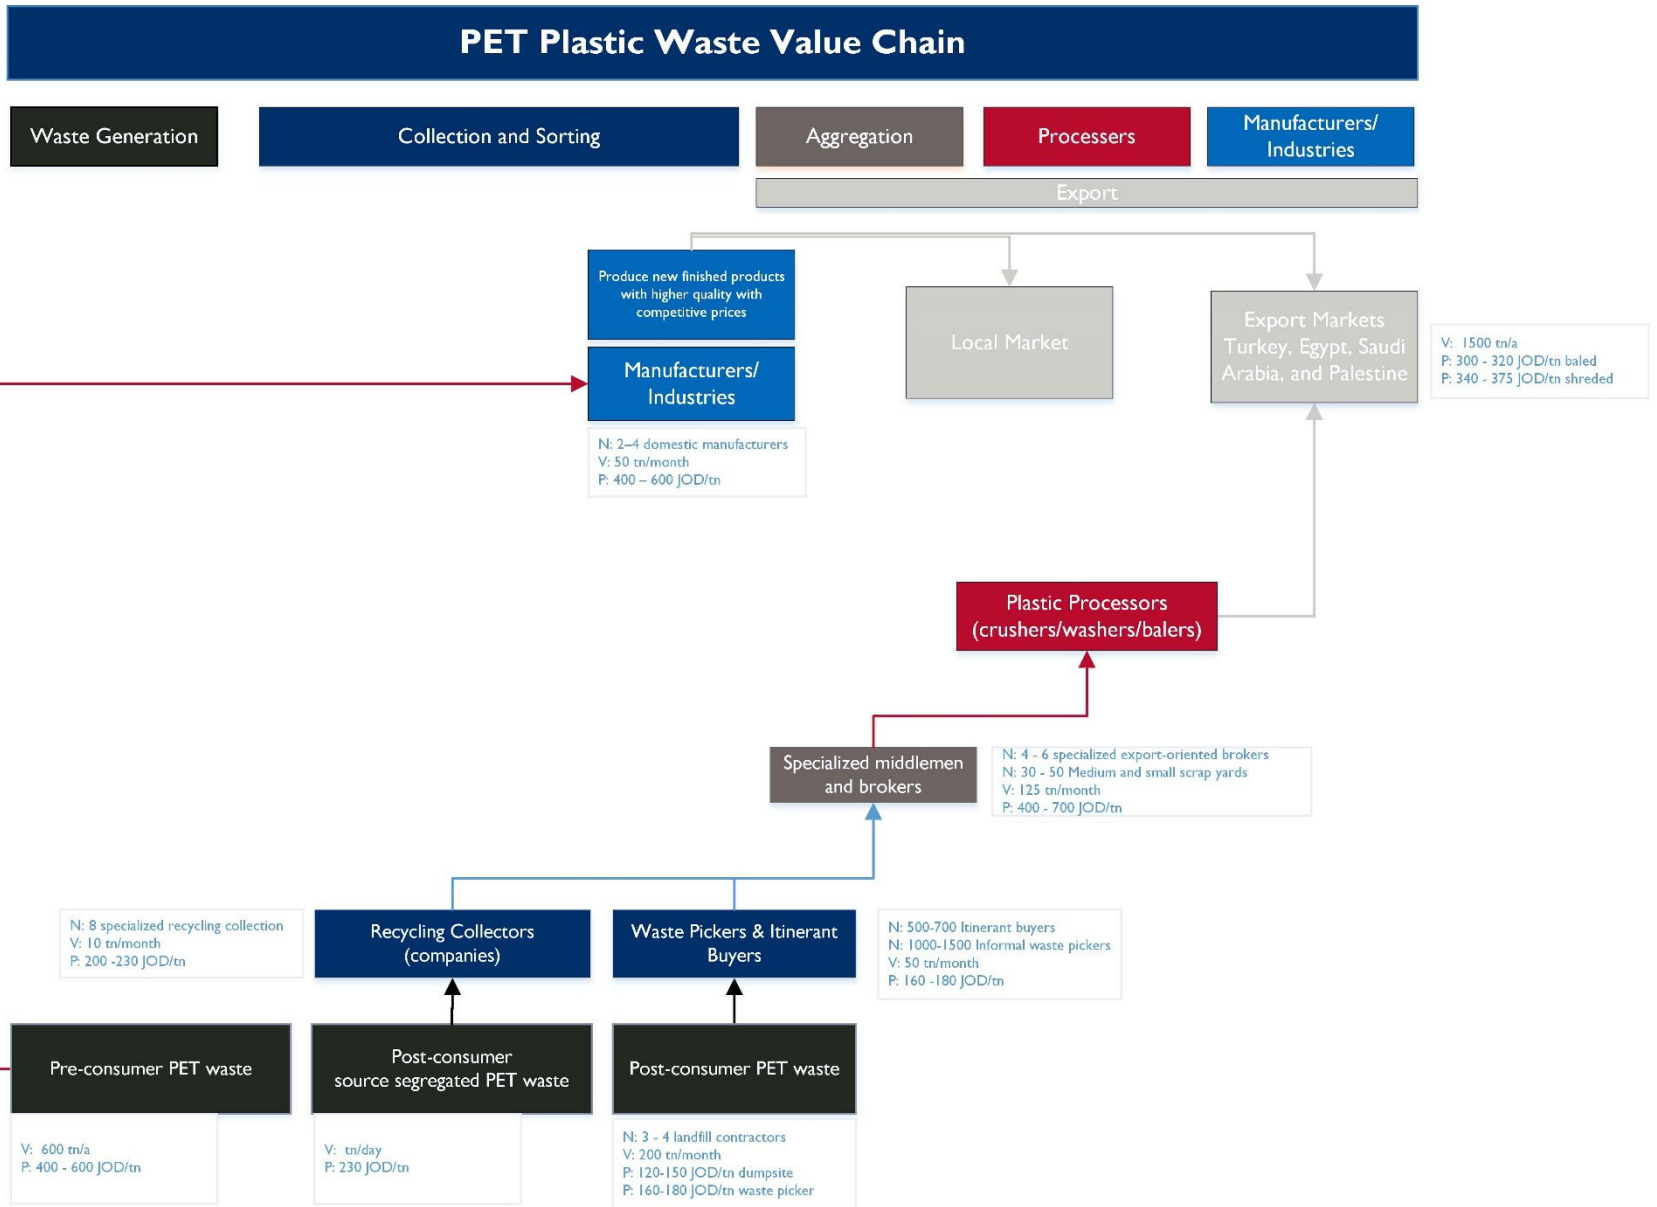 PET Plastic Waste Value Chain
Waste Generation
Collection and Sorting
Aggregation
Processers
Manufacturers/
Industries
Export
Produce new finished products
with higher quality with
competitive prices
Manufacturers/
Industries
N: 2–4 domestic manufacturers
V: 50 tn/month
P: 400 – 600 JOD/tn
Local Market
Export Markets
Turkey, Egypt, Saudi
Arabia, and Palestine
V: 1500 tn/a
P: 300 - 320 JOD/tn baled
P: 340 - 375 JOD/tn shreded
Plastic Processors
(crushers/washers/balers)
Specialized middlemen
and brokers
N: 4 - 6 specialized export-oriented brokers
N: 30 - 50 Medium and small scrap yards
V: 125 tn/month
P: 400 - 700 JOD/tn
N: 8 specialized recycling collection
V: 10 tn/month
P: 200 -230 JOD/tn
Recycling Collectors
(companies)
Waste Pickers & Itinerant
Buyers
N: 500-700 Itinerant buyers
N: 1000-1500 Informal waste pickers
V: 50 tn/month
P: 160 -180 JOD/tn
Pre-consumer PET waste
Post-consumer
source segregated PET waste
Post-consumer PET waste
V: 600 tn/a
P: 400 - 600 JOD/tn
V: tn/day
P: 230 JOD/tn
N: 3 - 4 landfill contractors
V: 200 tn/month
P: 120-150 JOD/tn dumpsite
P: 160-180 JOD/tn waste picker